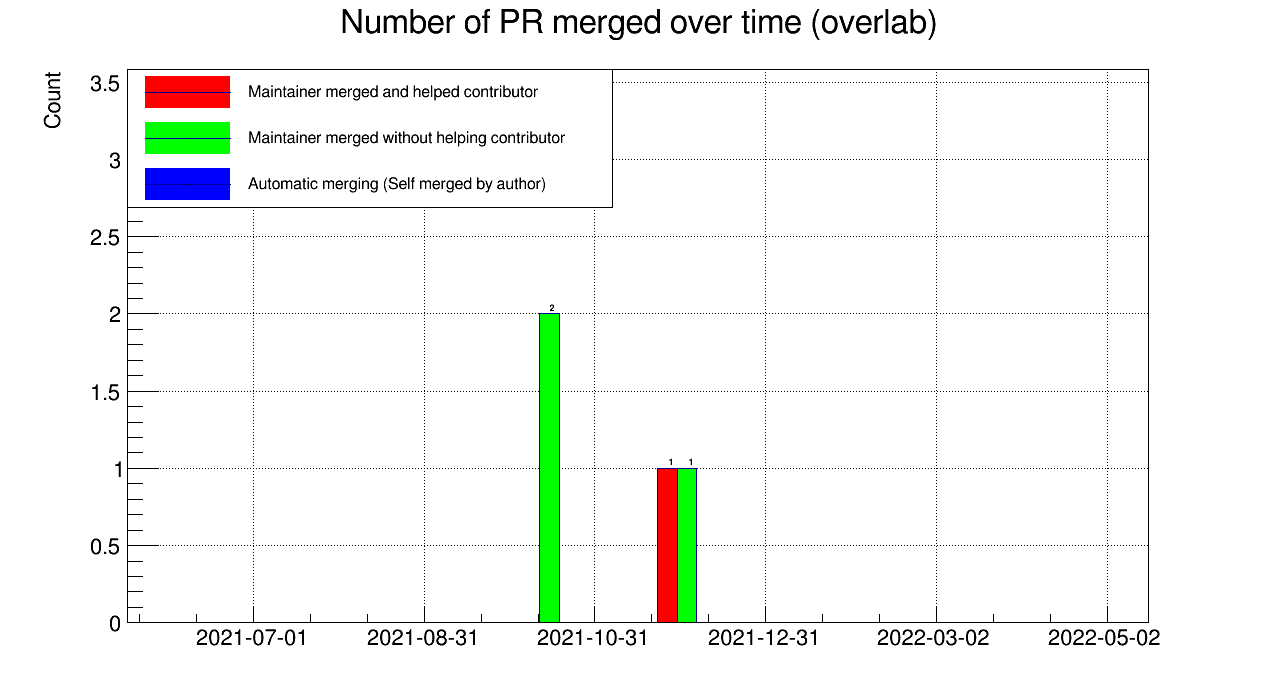 Number of PR merged over time (overlab)
Count
Maintainer merged and helped contributor
Maintainer merged without helping contributor
Automatic merging (Self merged by author)
3.5
3
2.5
2
1.5
1
0.5
0
2
1 1
2021-07-01 2021-08-31 2021-10-31 2021-12-31 2022-03-02 2022-05-02